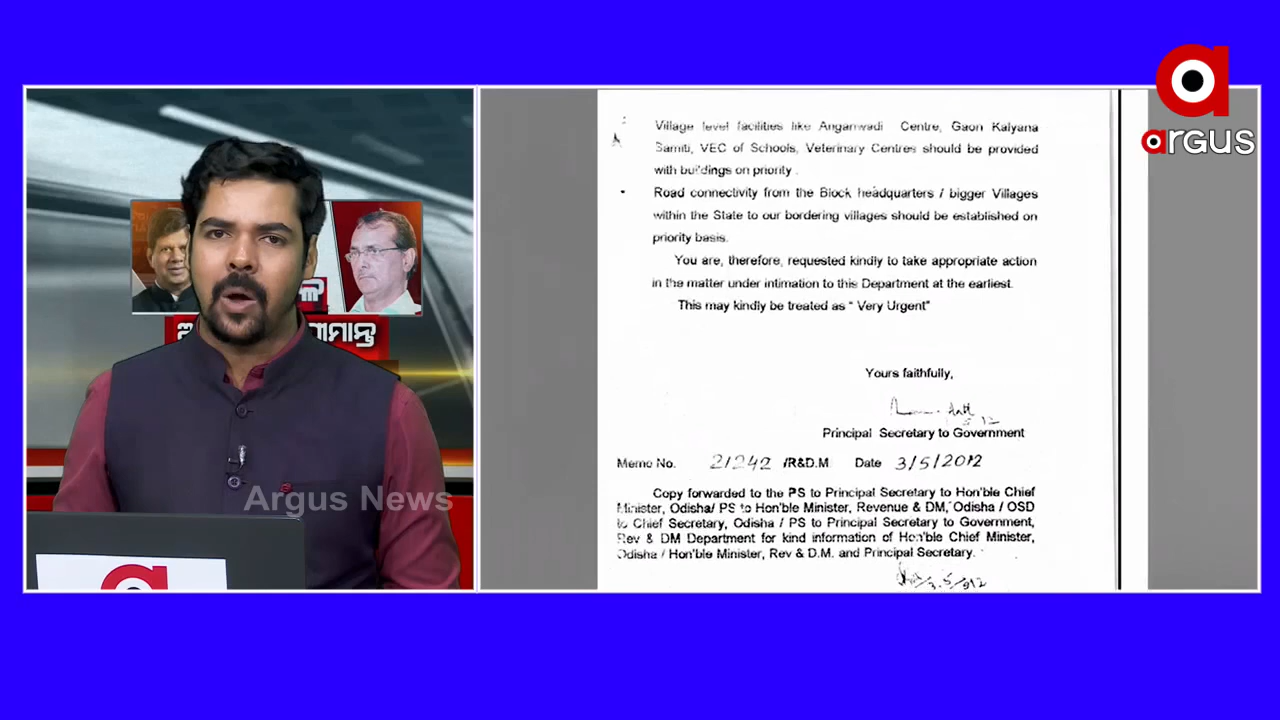 argus
ସୀମାନ୍ତ
Argus News
Village level facilities like Anganwadi Centre, Gaon Kalyana
Samiti, VEC of Schools, Veterinary Centres should be provided
with buildings on priority .
• Road connectivity from the Block headquarters / bigger Villages
within the State to our bordering villages should be established on
priority basis.
You are, therefore, requested kindly to take appropriate action
in the matter under intimation to this Department at the earliest.
This may kindly be treated as “ Very Urgent”
Yours faithfully,
Principal Secretary to Government
Memo No. 21242 /R&D.M Date 3/5/2012
Copy forwarded to the PS to Principal Secretary to Hon'ble Chief
Minister, Odisha/ PS to Hon'ble Minister, Revenue & DM, Odisha / OSD
to Chief Secretary, Odisha / PS to Principal Secretary to Government,
Rev & DM Department for kind information of Hon'ble Chief Minister,
Odisha / Hon'ble Minister, Rev & D.M. and Principal Secretary.